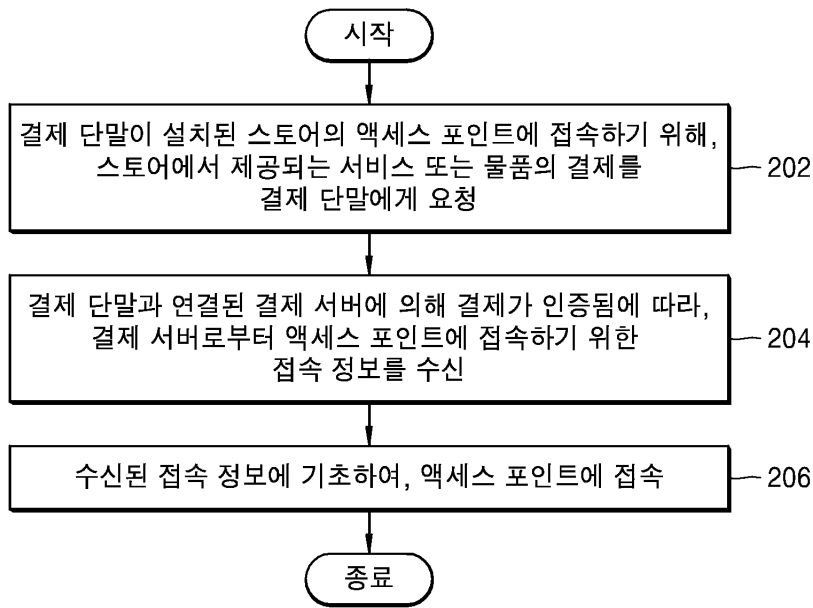 시작
결제 단말이 설치된 스토어의 액세스 포인트에 접속하기 위해,
스토어에서 제공되는 서비스 또는 물품의 결제를
결제 단말에게 요청
202
결제 단말과 연결된 결제 서버에 의해 결제가 인증됨에 따라,
결제 서버로부터 액세스 포인트에 접속하기 위한
접속 정보를 수신
204
수신된 접속 정보에 기초하여, 액세스 포인트에 접속
206
종료